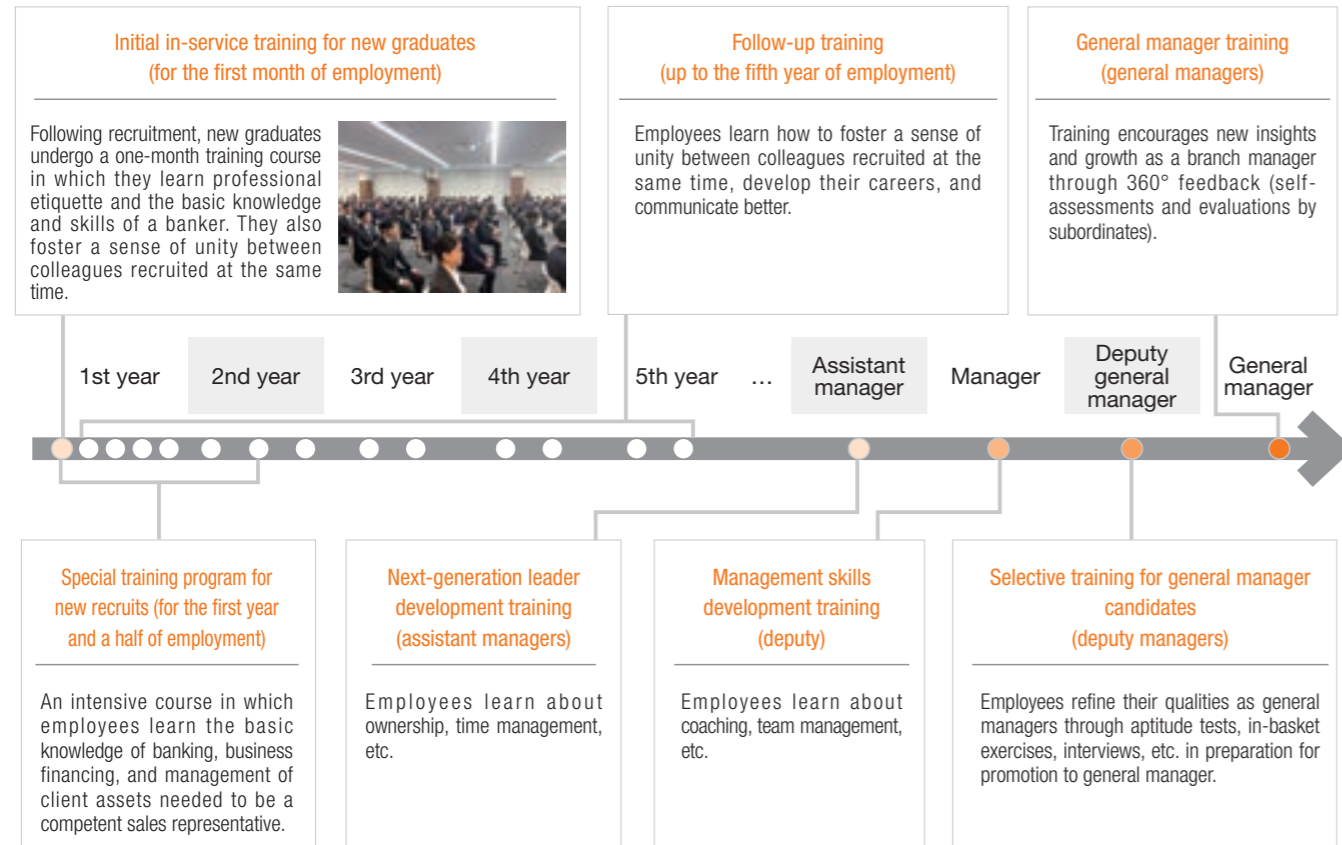 Initial in-service training for new graduates
(for the first month of employment)
Following recruitment, new graduates
undergo a one-month training course
in which they learn professional
etiquette and the basic knowledge
and skills of a banker. They also
foster a sense of unity between
colleagues recruited at the same
time.
Follow-up training
(up to the fifth year of employment)
Employees learn how to foster a sense of
unity between colleagues recruited at the
same time, develop their careers, and
communicate better.
General manager training
(general managers)
Training encourages new insights
and growth as a branch manager
through 360° feedback (self-
assessments and evaluations by
subordinates).
1st year
2nd year
3rd year
4th year
5th year
...
Assistant
manager
Manager
Deputy
general
manager
General
manager
Special training program for
new recruits (for the first year
and a half of employment)
An intensive course in which
employees learn the basic
knowledge of banking, business
financing, and management of
client assets needed to be a
competent sales representative.
Next-generation leader
development training
(assistant managers)
Employees learn about
ownership, time management,
etc.
Management skills
development training
(deputy)
Employees learn about
coaching, team management,
etc.
Selective training for general manager
candidates
(deputy managers)
Employees refine their qualities as general
managers through aptitude tests, in-basket
exercises, interviews, etc. in preparation for
promotion to general manager.